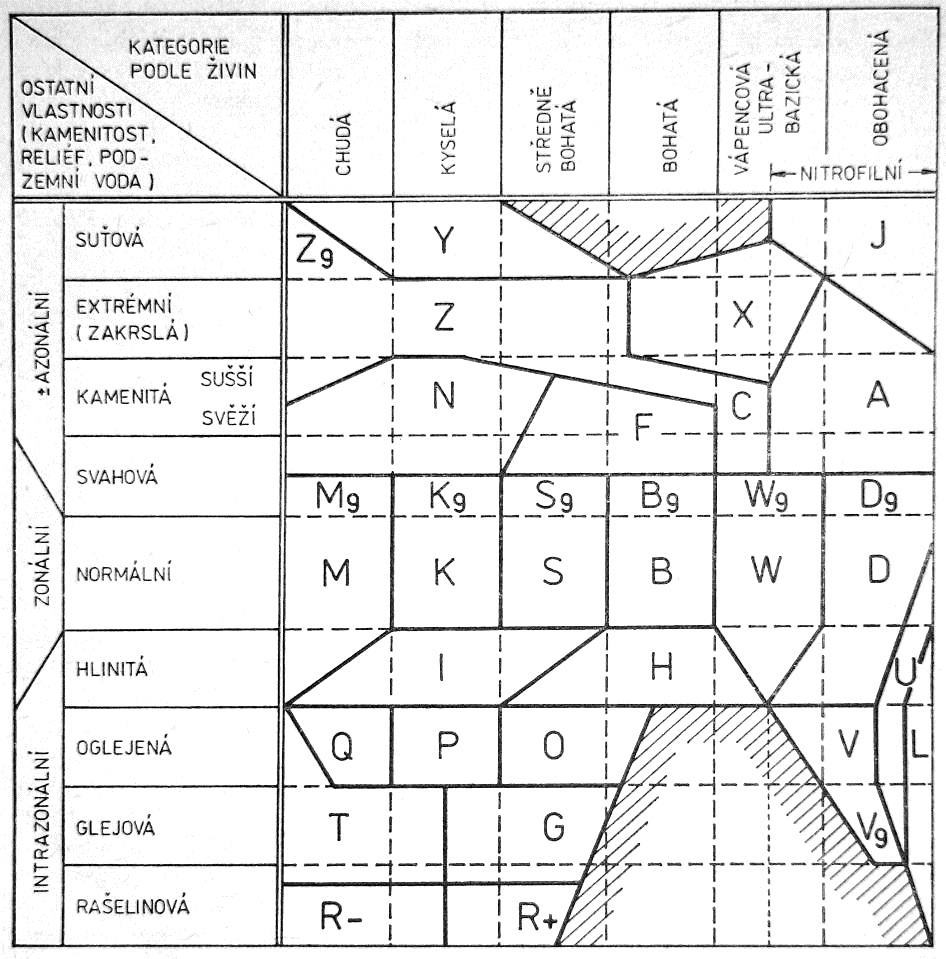 KATEGORIE
PODLE ŽIVIN
OSTATNÍ
VLASTNOSTI
(KAMENITOST,
RELIÉF, POD-
ZEMNÍ VODA)
CHUDÁ
KYSELÁ
STŘEDNĚ
BOHATÁ
BOHATÁ
VÁPENCOVÁ
ULTRA-
BAZICKÁ
OBOHACENÁ
NITROFILNÍ
± AZONÁLNÍ
ZONÁLNÍ
INTRAZONÁLNÍ
SUŤOVÁ
Zg Y J
EXTRÉMNÍ
(ZAKRSLÁ)
Z X
KAMENITÁ
SUŠŠÍ
SVĚŽÍ
N F C A
SVAHOVÁ
Mg Kg Sg Bg Wg Dg
NORMÁLNÍ
M K S B W D
HLINITÁ
I H U
OGLEJENÁ
Q P O V L
GLEJOVÁ
T G Vg
RAŠELINOVÁ
R- R+